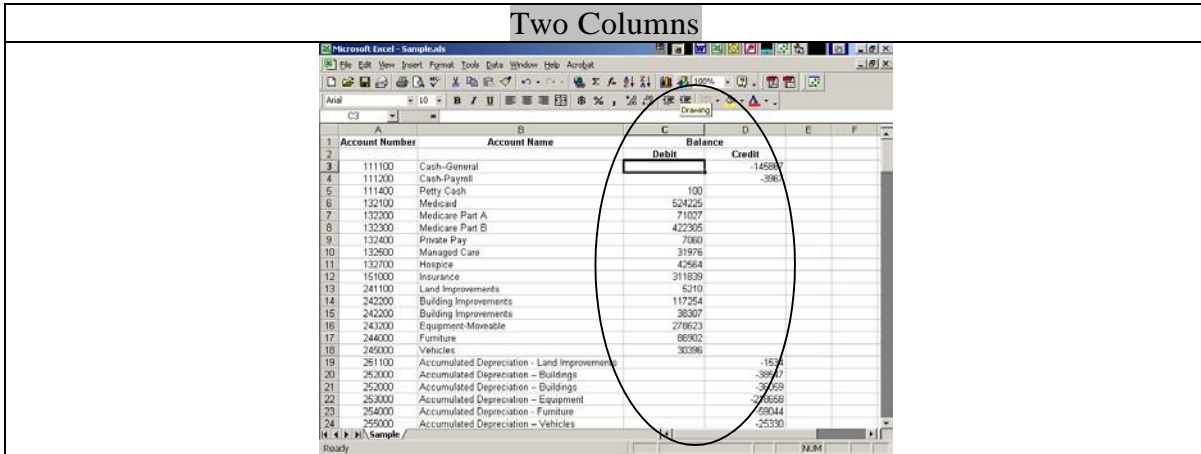 Two Columns
Microsoft Excel - Sample.xls
File Edit View Insert Format Tools Data Window Help Acrobat
100%
Arial 10 B I U $ % ,
Drawing
C3 =
A B C D E F
1 Account Number Account Name Balance
2 Debit Credit
3 111100 Cash--General
4 111200 Cash-Payroll
5 111400 Petty Cash 100
6 132100 Medicaid 524225
7 132200 Medicare Part A 71027
8 132300 Medicare Part B 422305
9 132400 Private Pay 7060
10 132500 Managed Care 31976
11 132700 Hospice 42564
12 151000 Insurance 311839
13 241100 Land Improvements 5210
14 242200 Building Improvements 117254
15 242200 Building Improvements 38307
16 243200 Equipment-Moveable 278623
17 244000 Furniture 86902
18 245000 Vehicles 30396
19 251100 Accumulated Depreciation - Land Improvements
20 252000 Accumulated Depreciation – Buildings
21 252000 Accumulated Depreciation – Buildings
22 253000 Accumulated Depreciation – Equipment
23 254000 Accumulated Depreciation - Furniture -59044
24 255000 Accumulated Depreciation – Vehicles -25330
Sample
Ready NUM